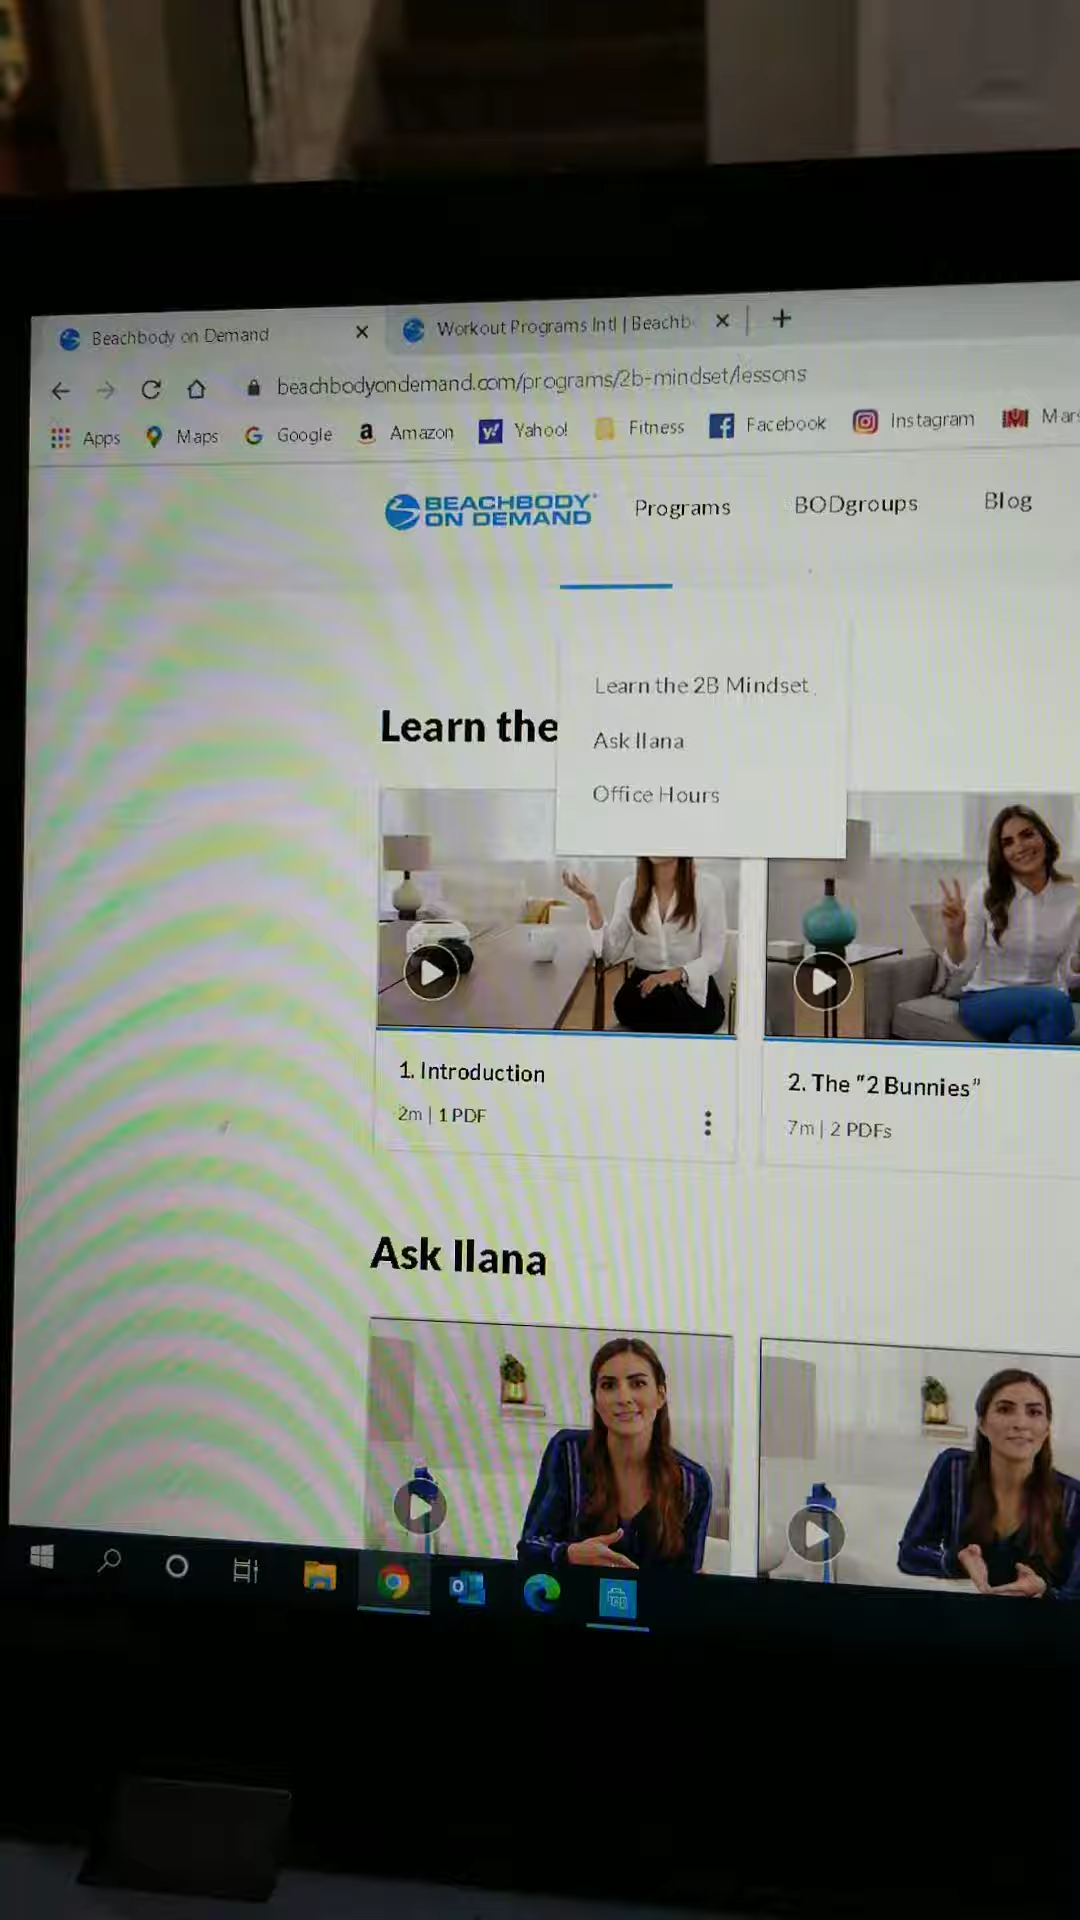 Beachbody on Demand
Workout Programs Intl | Beachb
beachbodyondemand.com/programs/2b-mindset/lessons
Apps Maps Google Amazon Yahoo! Fitness Facebook Instagram
BEACHBODY
ON DEMAND
Programs BODgroups Blog
Learn the 2B Mindset
Ask Ilana
Office Hours
Learn the
1. Introduction
2m | 1 PDF
2. The "2 Bunnies"
7m | 2 PDFs
Ask Ilana